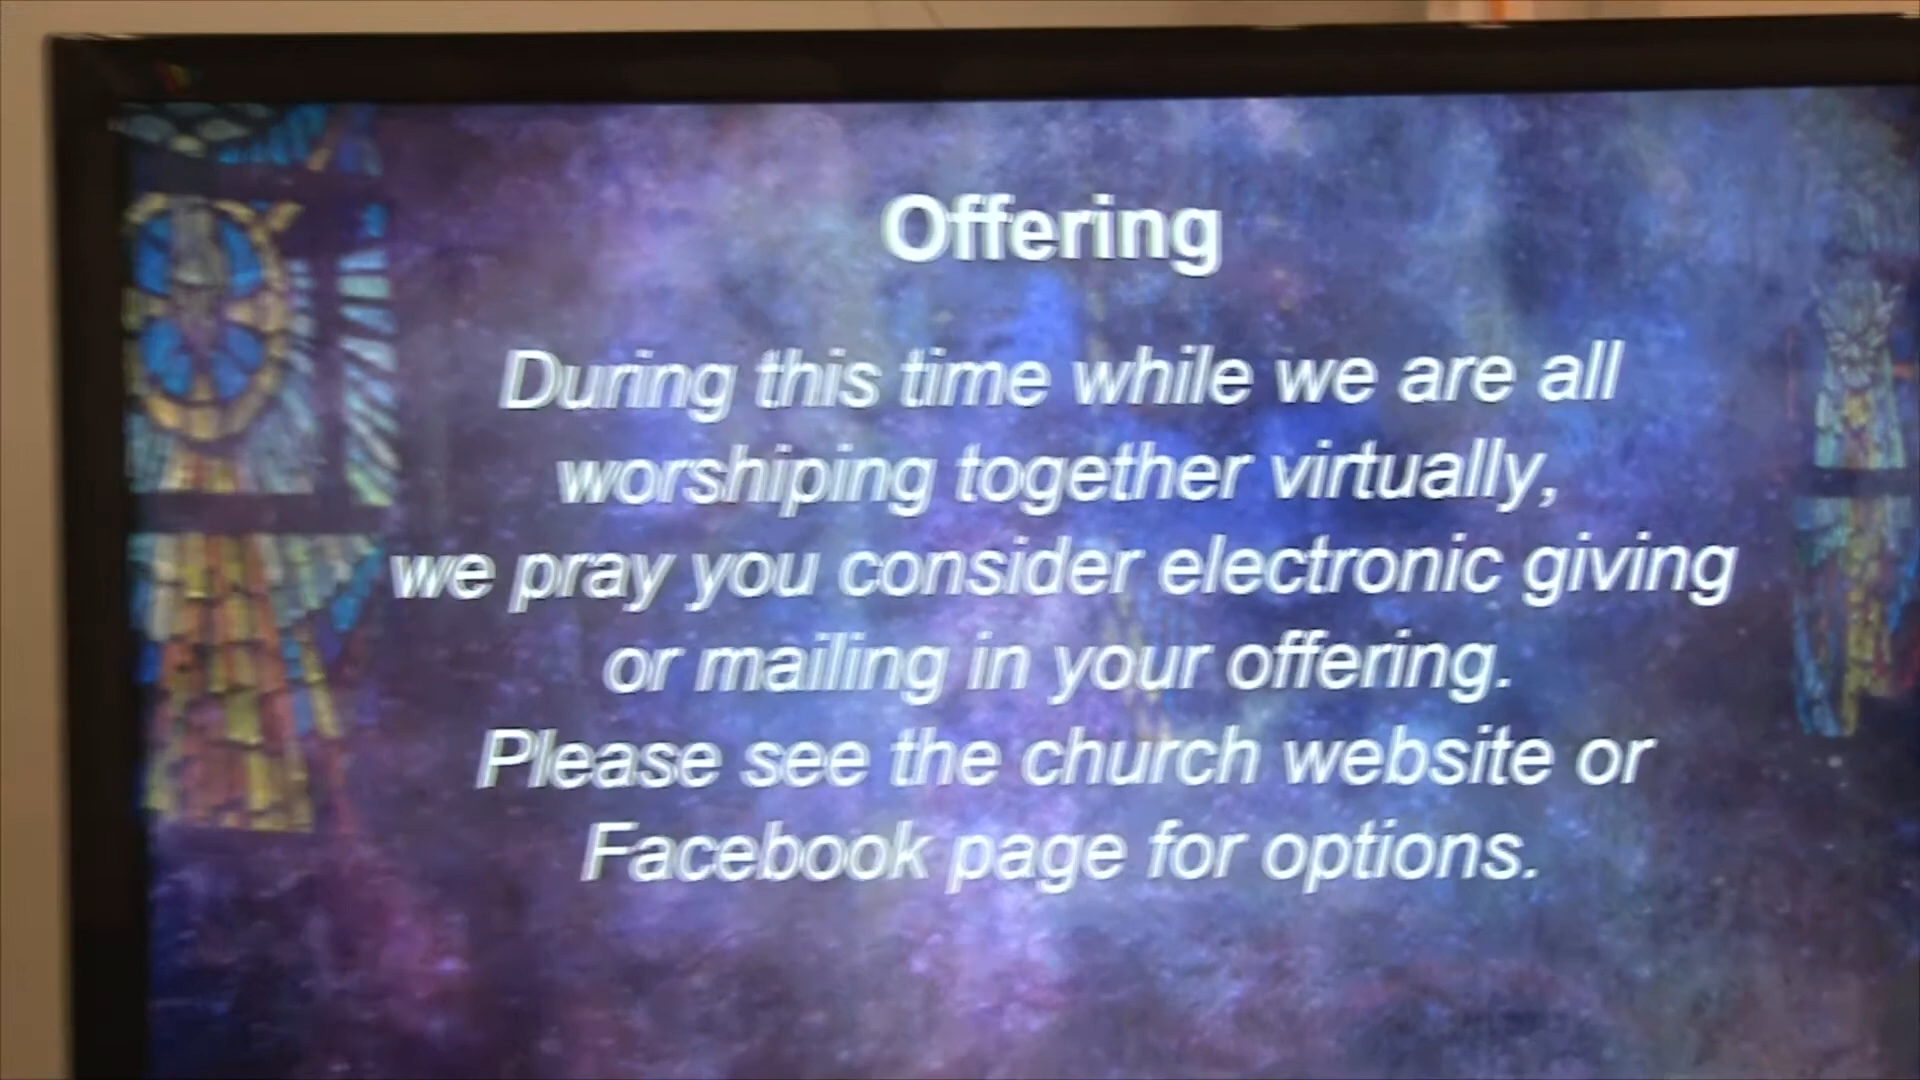 Offering
During this time while we are all
worshiping together virtually,
we pray you consider electronic giving
or mailing in your offering.
Please see the church website or
Facebook page for options.